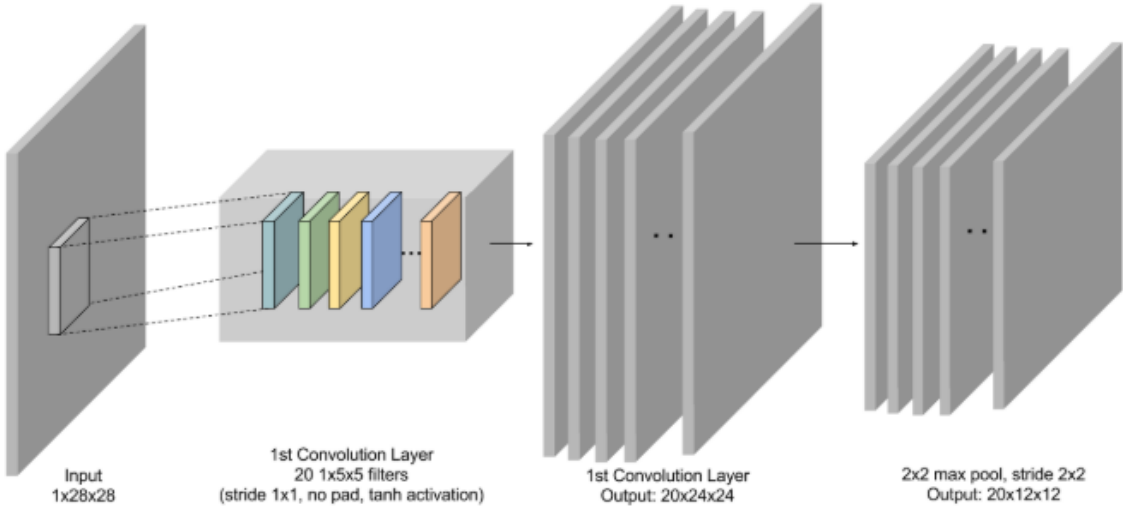 Input
1x28x28
1st Convolution Layer
20 1x5x5 filters
(stride 1x1, no pad, tanh activation)
1st Convolution Layer
Output: 20x24x24
2x2 max pool, stride 2x2
Output: 20x12x12